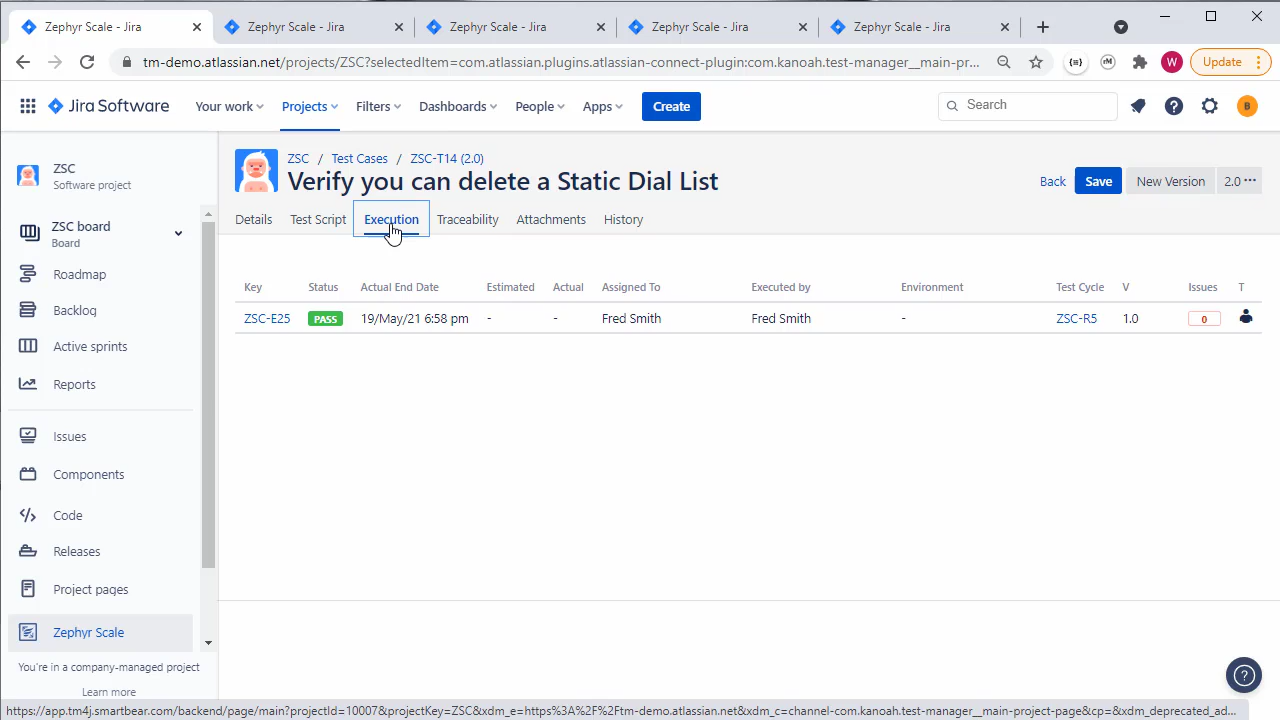 Zephyr Scale - Jira
Zephyr Scale - Jira
Zephyr Scale - Jira
Zephyr Scale - Jira
Zephyr Scale - Jira
tm-demo.atlassian.net/projects/ZSC?selectedItem=com.atlassian.plugins.atlassian-connect-plugin:com.kanoah.test-manager__main-pr...
W
Update
Jira Software
Your work
Projects
Filters
Dashboards
People
Apps
Create
Search
B
ZSC
Software project
ZSC board
Board
Roadmap
Backlog
Active sprints
Reports
Issues
Components
Code
Releases
Project pages
Zephyr Scale
You're in a company-managed project
Learn more
ZSC / Test Cases / ZSC-T14 (2.0)
Verify you can delete a Static Dial List
Back
Save
New Version
2.0 ...
Details Test Script Execution Traceability Attachments History
Key Status Actual End Date Estimated Actual Assigned To Executed by Environment Test Cycle V Issues T
ZSC-E25 PASS 19/May/21 6:58 pm - - Fred Smith Fred Smith - ZSC-R5 1.0 0
https://app.tm4j.smartbear.com/backend/page/main?projectId=10007&projectKey=ZSC&xdm_e=https%3A%2F%2Ftm-demo.atlassian.net&xdm_c=channel-com.kanoah.test-manager__main-project-page&cp=&xdm_deprecated_ad...